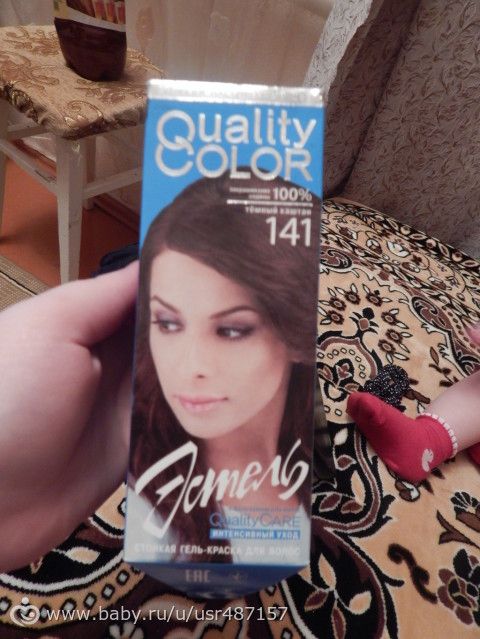 Quality
COLOR
100%
тёмный каштан
141
Эстель
QualityCARE
ИНТЕНСИВНЫЙ УХОД
СТОЙКАЯ ГЕЛЬ-КРАСКА ДЛЯ ВОЛОС
EAC
www.baby.ru/u/usr487157